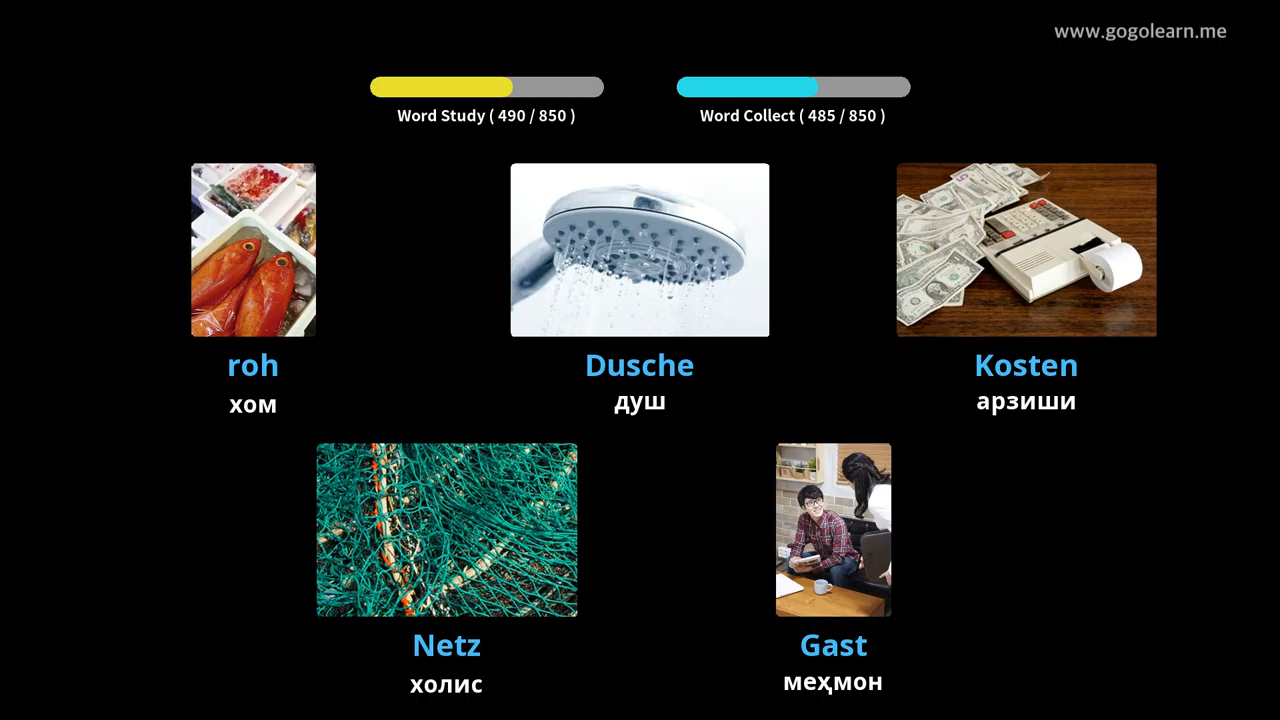 www.gogolearn.me
Word Study ( 490 / 850 )
Word Collect ( 485 / 850 )
roh
хом
Dusche
душ
Kosten
арзиши
Netz
холис
Gast
меҳмон